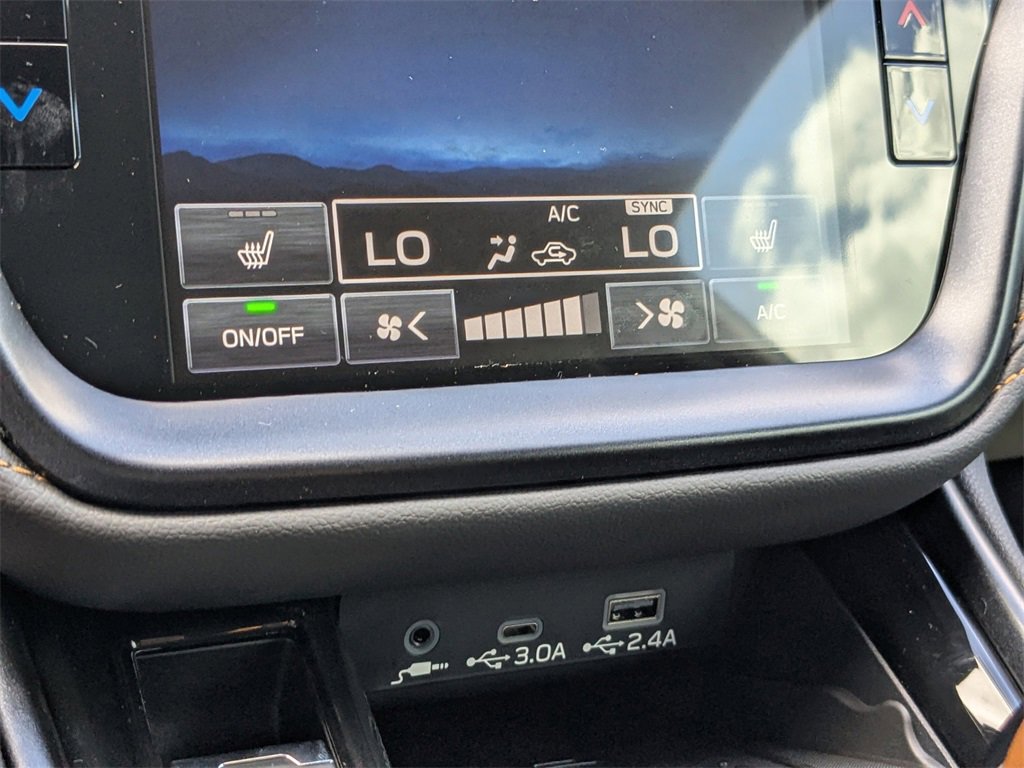 A/C SYNC
LO LO
ON/OFF A/C
3.0A 2.4A